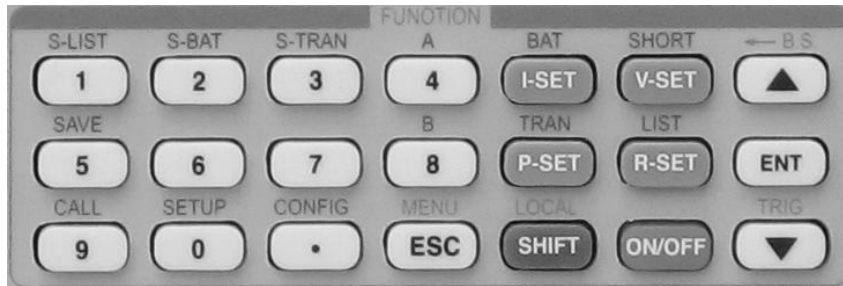 FUNOTION
S-LIST S-BAT S-TRAN A BAT SHORT ← B.S
1 2 3 4 I-SET V-SET ▲
SAVE B TRAN LIST
5 6 7 8 P-SET R-SET ENT
CALL SETUP CONFIG MENU LOCAL TRIG
9 0 • ESC SHIFT ON/OFF ▼